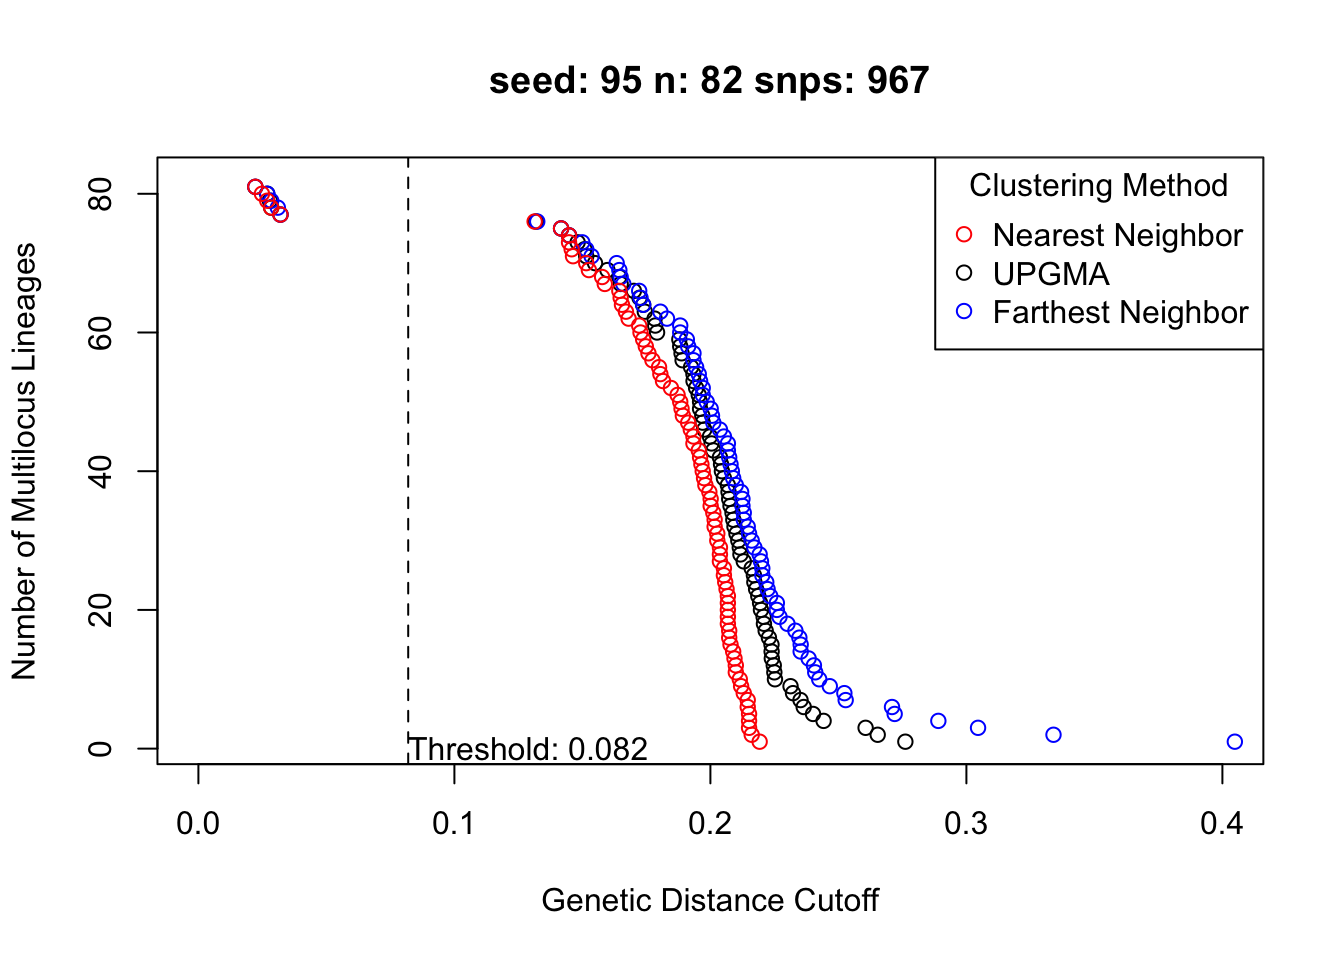 seed: 95 n: 82 snps: 967
Clustering Method
Nearest Neighbor
UPGMA
Farthest Neighbor
Number of Multilocus Lineages
80
60
40
20
0
Threshold: 0.082
0.0 0.1 0.2 0.3 0.4
Genetic Distance Cutoff